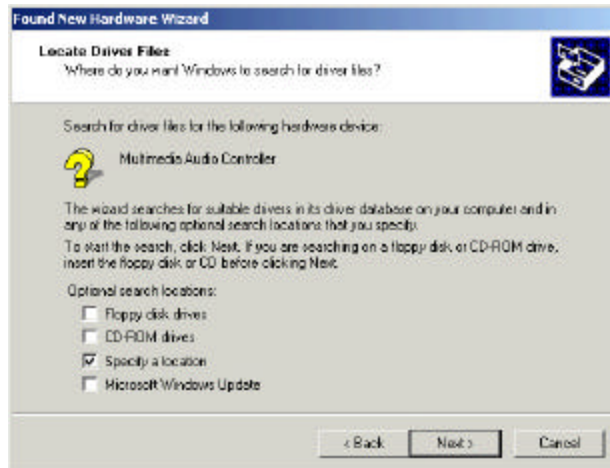 Found New Hardware Wizard
Locate Driver Files
Where do you want Windows to search for driver files?
Search for driver files for the following hardware device:
Multimedia Audio Controller
The wizard searches for suitable drivers in its driver database on your computer and in
any of the following optional search locations that you specify.
To start the search, click Next. If you are searching on a floppy disk or CD-ROM drive,
insert the floppy disk or CD before clicking Next.
Optional search locations:
Floppy disk drives
CD-ROM drives
Specify a location
Microsoft Windows Update
< Back Next > Cancel